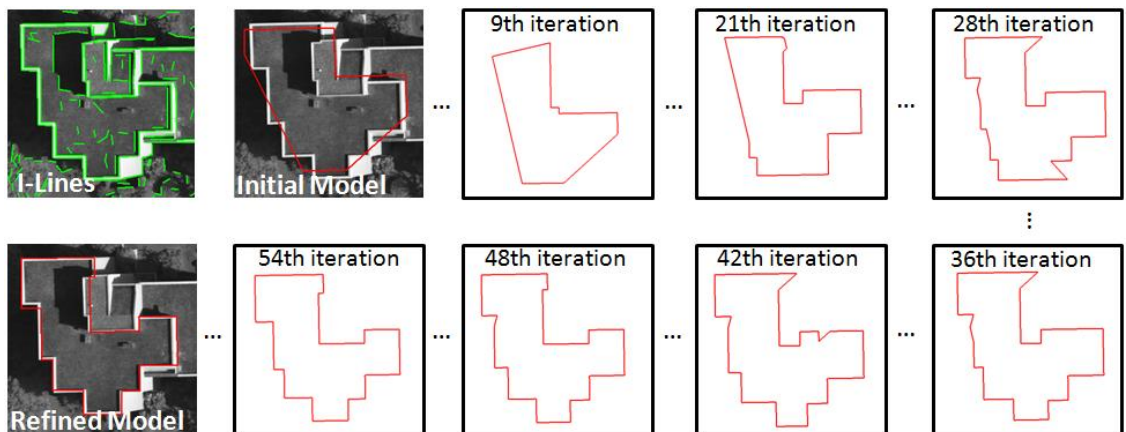 I-Lines
Initial Model
...
9th iteration
...
21th iteration
...
28th iteration
...
Refined Model
...
54th iteration
...
48th iteration
...
42th iteration
...
36th iteration